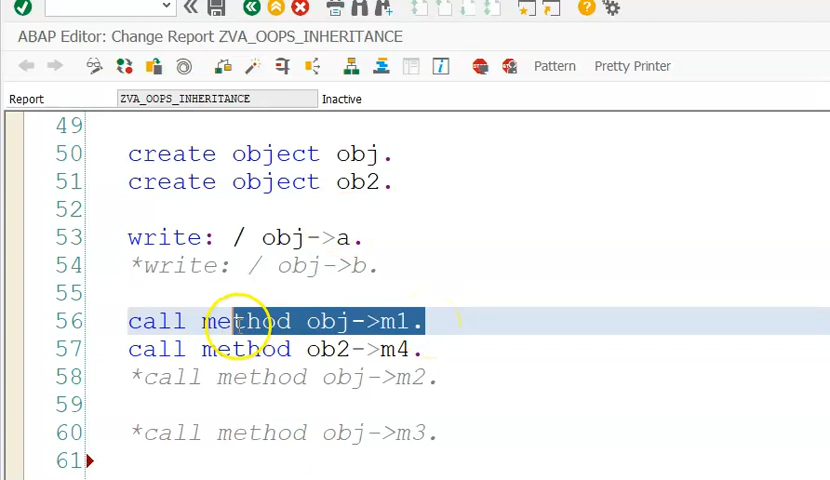 ABAP Editor: Change Report ZVA_OOPS_INHERITANCE
Pattern Pretty Printer
Report ZVA_OOPS_INHERITANCE Inactive
49
50 create object obj.
51 create object ob2.
52
53 write: / obj->a.
54 *write: / obj->b.
55
56 call method obj->m1.
57 call method ob2->m4.
58 *call method obj->m2.
59
60 *call method obj->m3.
61